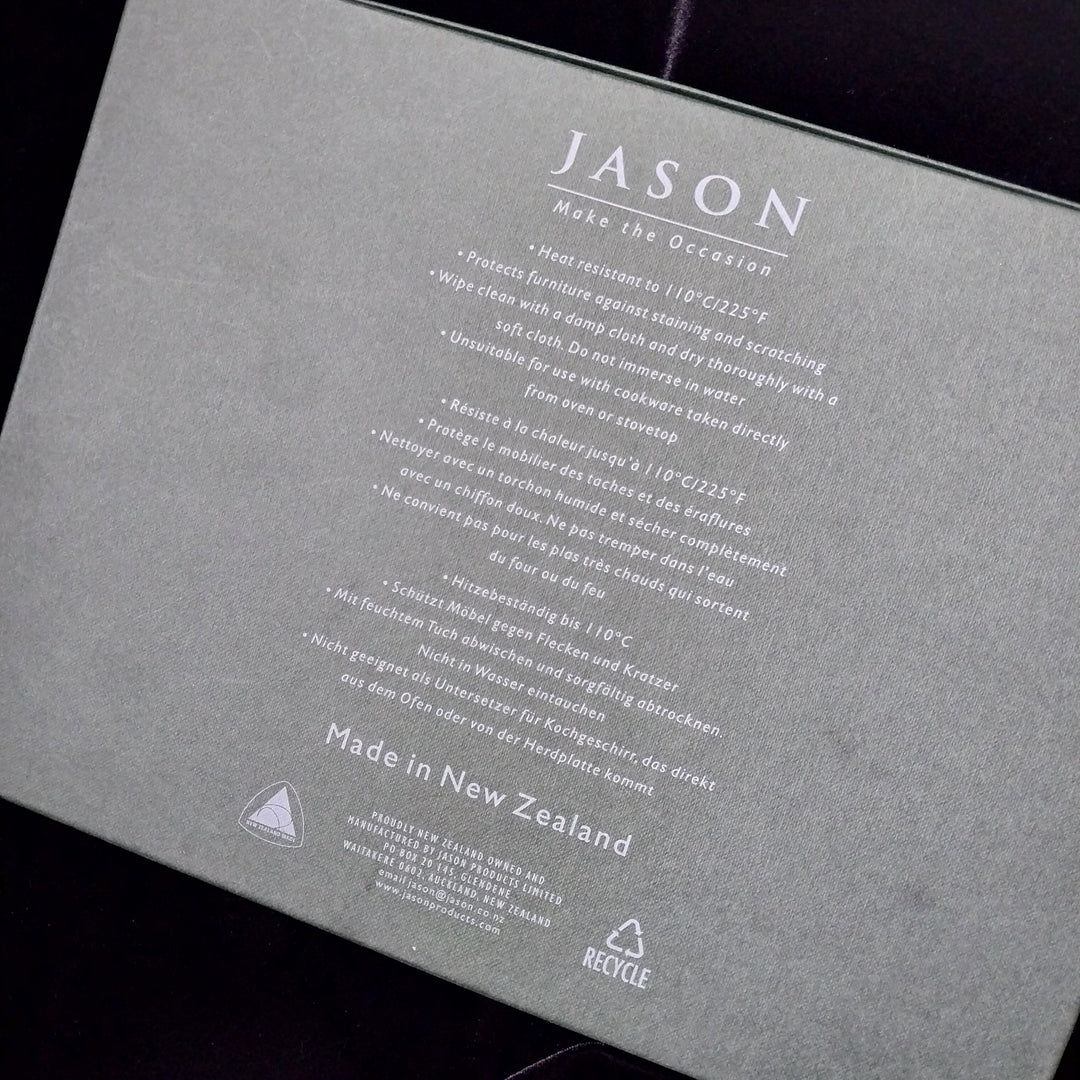 JASON
Make the Occasion
• Heat resistant to 110°C/225°F
• Protects furniture against staining and scratching
• Wipe clean with a damp cloth and dry thoroughly with a
soft cloth. Do not immerse in water
• Unsuitable for use with cookware taken directly
from oven or stovetop
• Résiste à la chaleur jusqu'à 110°C/225°F
• Protège le mobilier des taches et des éraflures
• Nettoyer avec un torchon humide et sécher complètement
avec un chiffon doux. Ne pas tremper dans l'eau
• Ne convient pas pour les plas très chauds qui sortent
du four ou du feu
• Hitzebeständig bis 110°C
• Schützt Möbel gegen Flecken und Kratzer
• Mit feuchtem Tuch abwischen und sorgfältig abtrocknen.
Nicht in Wasser eintauchen
• Nicht geeignet als Untersetzer für Kochgeschirr, das direkt
aus dem Ofen oder von der Herdplatte kommt
Made in New Zealand
NEW ZEALAND MADE
PROUDLY NEW ZEALAND OWNED AND
MANUFACTURED BY JASON PRODUCTS LIMITED
PO BOX 20 145, GLENDENE
WAITAKERE 0602, AUCKLAND, NEW ZEALAND
email jason@jason.co.nz
www.jasonproducts.com
RECYCLE